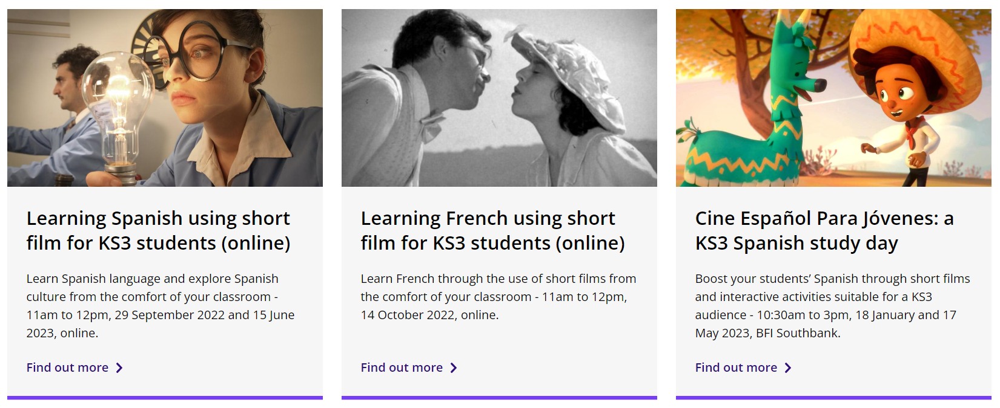 Learning Spanish using short
film for KS3 students (online)
Learn Spanish language and explore Spanish
culture from the comfort of your classroom -
11am to 12pm, 29 September 2022 and 15 June
2023, online.
Find out more
Learning French using short
film for KS3 students (online)
Learn French through the use of short films from
the comfort of your classroom - 11am to 12pm,
14 October 2022, online.
Find out more
Cine Español Para Jóvenes: a
KS3 Spanish study day
Boost your students’ Spanish through short films
and interactive activities suitable for a KS3
audience - 10:30am to 3pm, 18 January and 17
May 2023, BFI Southbank.
Find out more